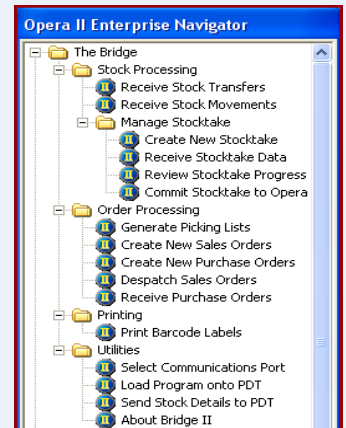 Opera II Enterprise Navigator
The Bridge
Stock Processing
Receive Stock Transfers
Receive Stock Movements
Manage Stocktake
Create New Stocktake
Receive Stocktake Data
Review Stocktake Progress
Commit Stocktake to Opera
Order Processing
Generate Picking Lists
Create New Sales Orders
Create New Purchase Orders
Despatch Sales Orders
Receive Purchase Orders
Printing
Print Barcode Labels
Utilities
Select Communications Port
Load Program onto PDT
Send Stock Details to PDT
About Bridge II